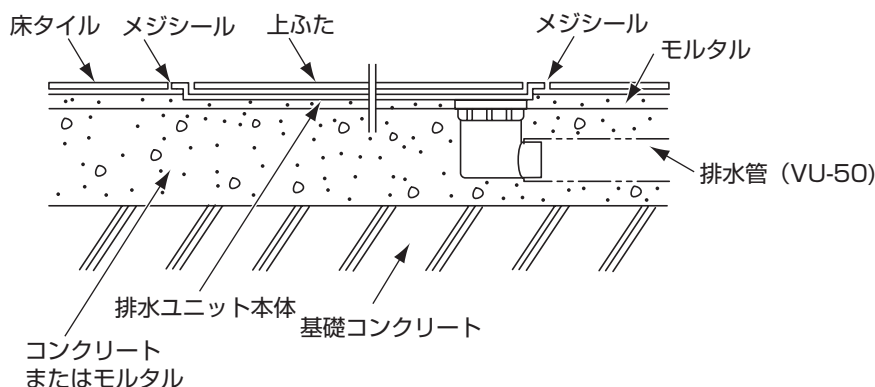 床タイル
メジシール
上ふた
メジシール
モルタル
排水管（VU-50)
排水ユニット本体
基礎コンクリート
コンクリート
またはモルタル